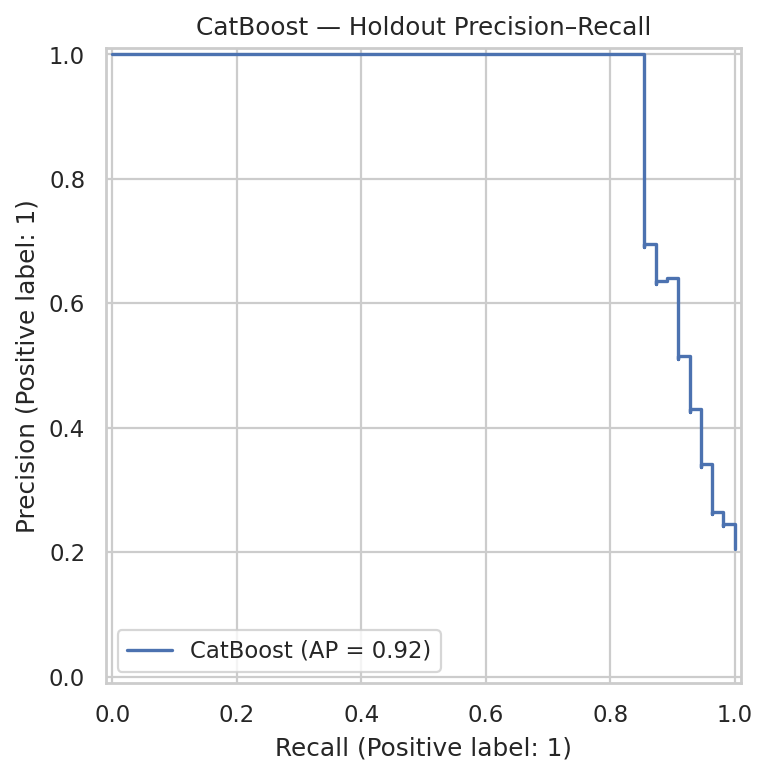 CatBoost — Holdout Precision–Recall
1.0
0.8
0.6
0.4
0.2
0.0
Precision (Positive label: 1)
CatBoost (AP = 0.92)
0.0 0.2 0.4 0.6 0.8 1.0
Recall (Positive label: 1)